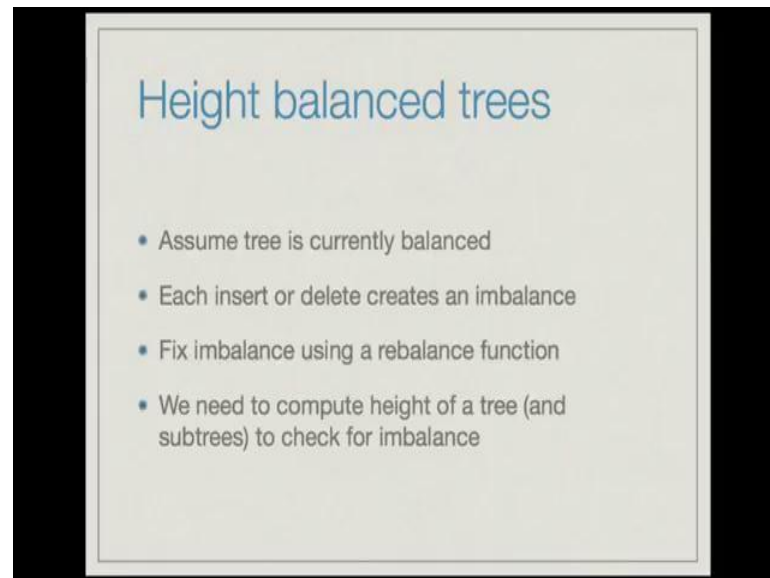 Height balanced trees
• Assume tree is currently balanced
• Each insert or delete creates an imbalance
• Fix imbalance using a rebalance function
• We need to compute height of a tree (and
subtrees) to check for imbalance